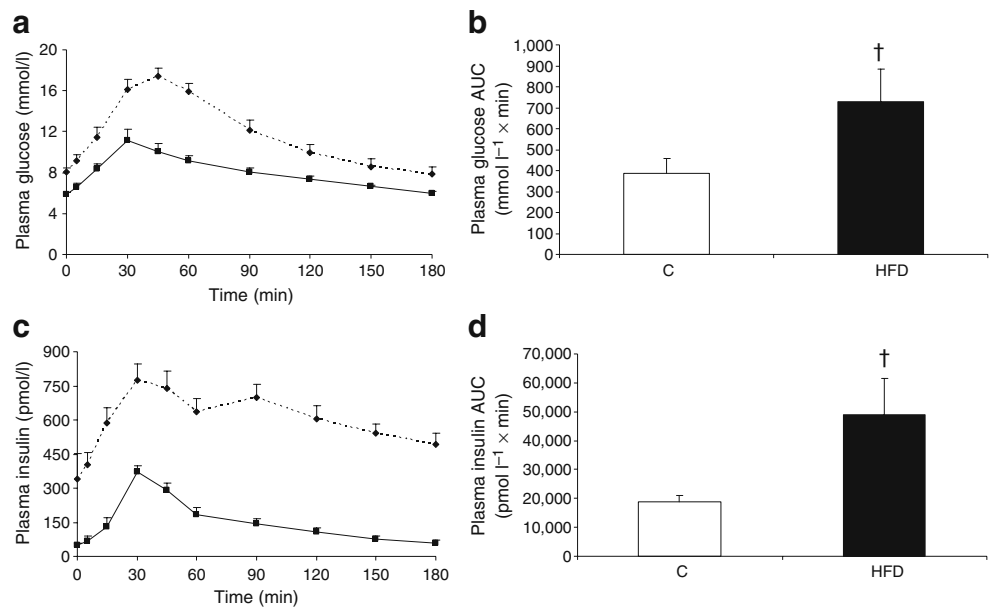 a
Plasma glucose (mmol/l)
20
16
12
8
4
0
0 30 60 90 120 150 180
Time (min)
b
Plasma glucose AUC
(mmol l⁻¹ × min)
1,000
900
800
700
600
500
400
300
200
100
0
†
C HFD
c
Plasma insulin (pmol/l)
900
750
600
450
300
150
0
0 30 60 90 120 150 180
Time (min)
d
Plasma insulin AUC
(pmol l⁻¹ × min)
70,000
60,000
50,000
40,000
30,000
20,000
10,000
0
†
C HFD